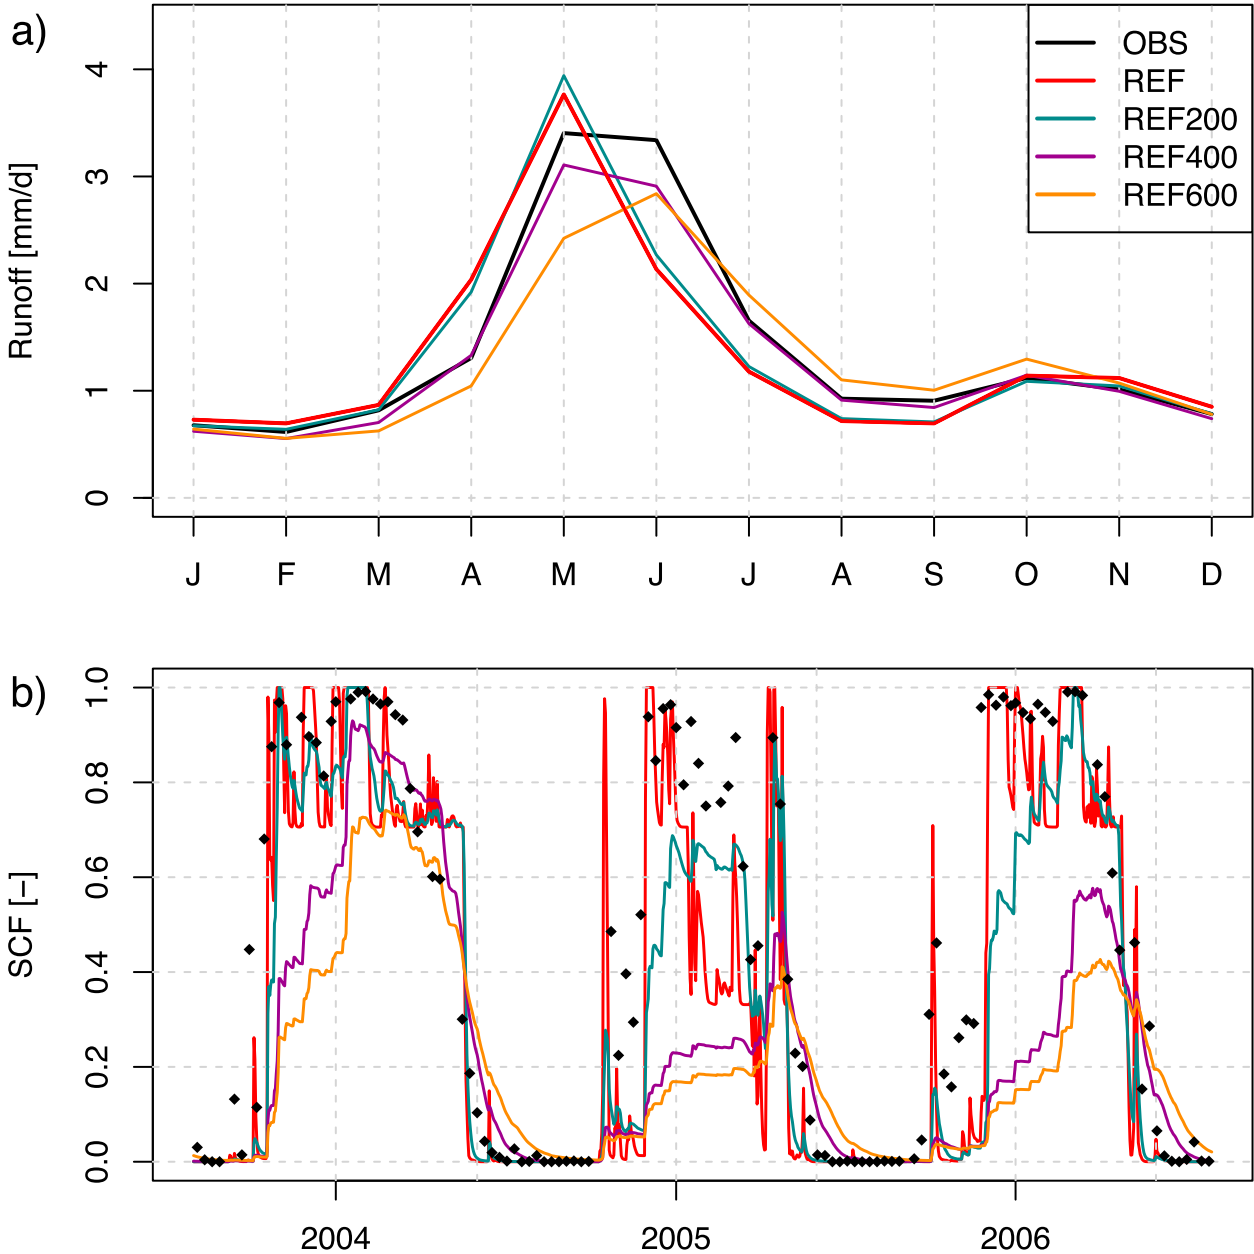 a)
Runoff [mm/d]
4
3
2
1
0
OBS
REF
REF200
REF400
REF600
J F M A M J J A S O N D
b)
SCF [–]
1.0
0.8
0.6
0.4
0.2
0.0
2004 2005 2006